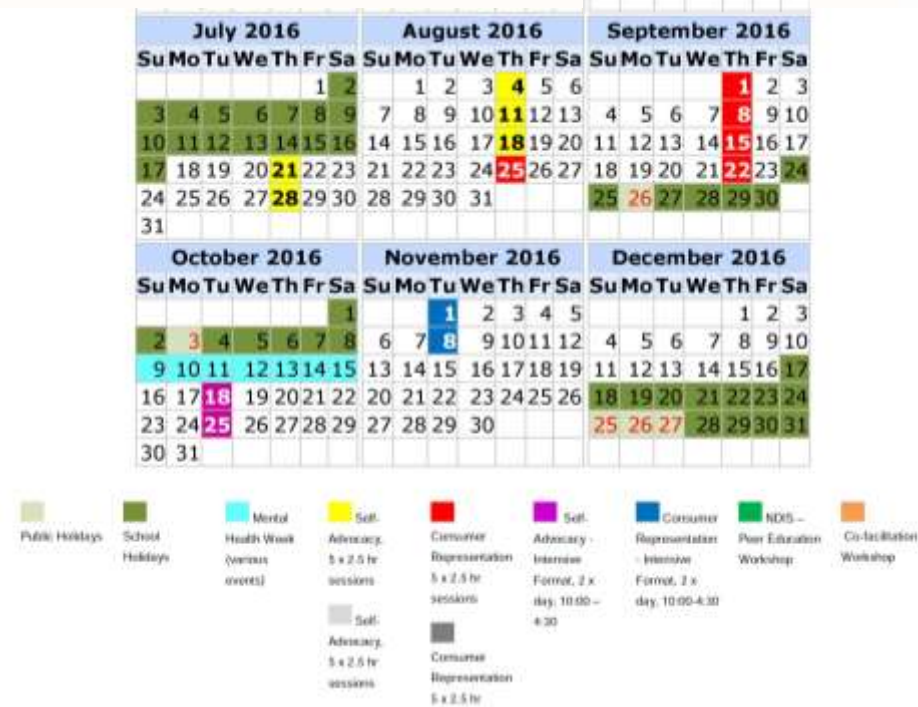 July 2016 August 2016 September 2016
Su Mo Tu We Th Fr Sa Su Mo Tu We Th Fr Sa Su Mo Tu We Th Fr Sa
1 2 1 2 3 4 5 6 1 2 3
3 4 5 6 7 8 9 7 8 9 10 11 12 13 4 5 6 7 8 9 10
10 11 12 13 14 15 16 14 15 16 17 18 19 20 11 12 13 14 15 16 17
17 18 19 20 21 22 23 21 22 23 24 25 26 27 18 19 20 21 22 23 24
24 25 26 27 28 29 30 28 29 30 31 25 26 27 28 29 30
31
October 2016 November 2016 December 2016
Su Mo Tu We Th Fr Sa Su Mo Tu We Th Fr Sa Su Mo Tu We Th Fr Sa
1 1 2 3 4 5 1 2 3
2 3 4 5 6 7 8 6 7 8 9 10 11 12 4 5 6 7 8 9 10
9 10 11 12 13 14 15 13 14 15 16 17 18 19 11 12 13 14 15 16 17
16 17 18 19 20 21 22 20 21 22 23 24 25 26 18 19 20 21 22 23 24
23 24 25 26 27 28 29 27 28 29 30 25 26 27 28 29 30 31
30 31
Public Holidays
School
Holidays
Mental
Health Week
(various
events)
Self-
Advocacy,
5 x 2.5 hr
sessions
Self-
Advocacy,
5 x 2.5 hr
sessions
Consumer
Representation
5 x 2.5 hr
sessions
Consumer
Representation
5 x 2.5 hr
Self-
Advocacy -
Intensive
Format, 2 x
day, 10:00 –
4:30
Consumer
Representation
- Intensive
Format, 2 x
day, 10:00-4:30
NDIS –
Peer Education
Workshop
Co-facilitation
Workshop